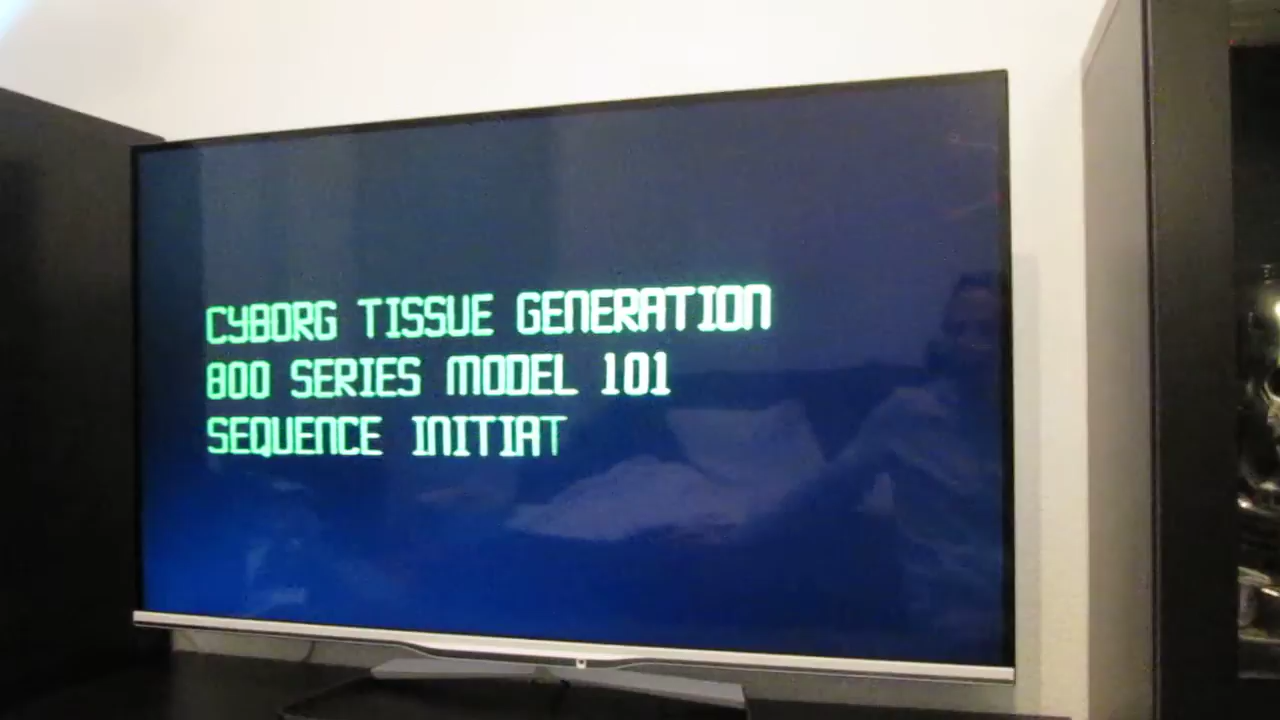 CYBORG TISSUE GENERATION
800 SERIES MODEL 101
SEQUENCE INITIAT